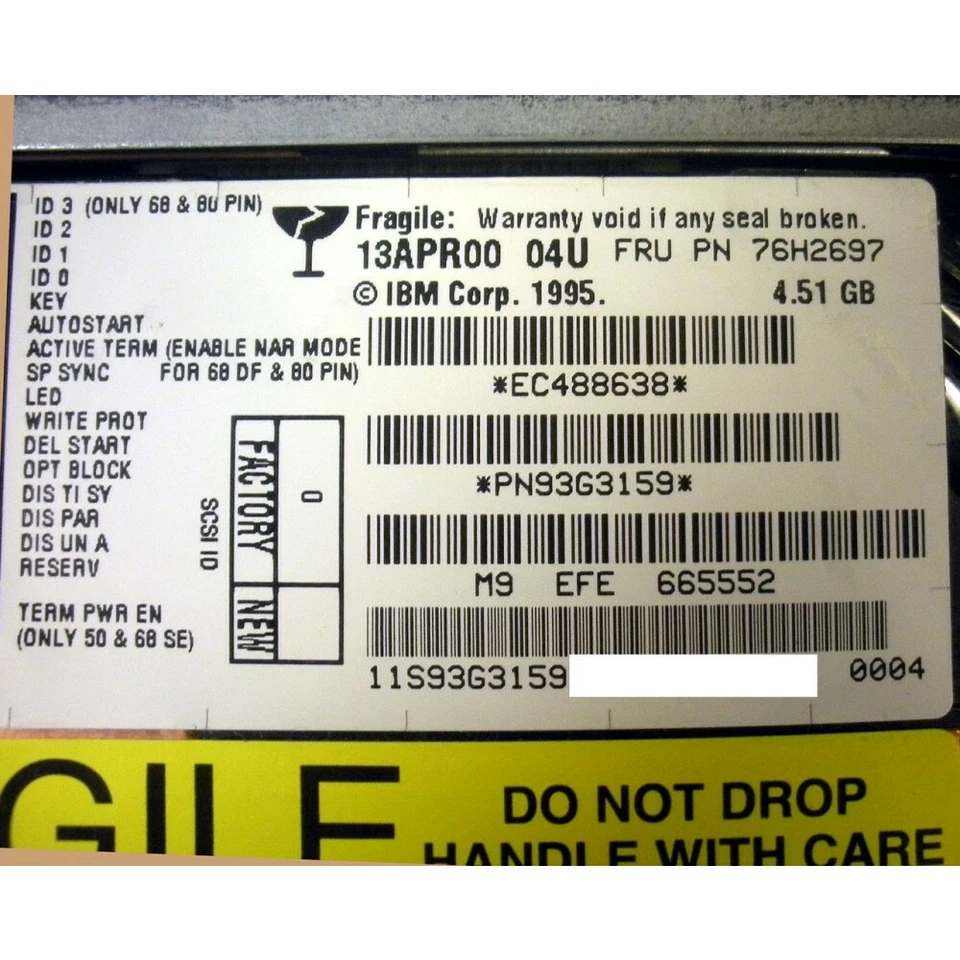 ID 3 (ONLY 68 & 80 PIN)
ID 2
ID 1
ID 0
KEY
AUTOSTART
ACTIVE TERM (ENABLE NAR MODE
SP SYNC FOR 68 DF & 80 PIN)
LED
WRITE PROT
DEL START
OPT BLOCK
DIS TI SY
DIS PAR
DIS UN A
RESERV
TERM PWR EN
(ONLY 50 & 68 SE)
SCSI ID
FACTORY
0
NEW
Fragile: Warranty void if any seal broken.
13APR00 04U FRU PN 76H2697
© IBM Corp. 1995. 4.51 GB
*EC488638*
*PN93G3159*
M9 EFE 665552
11S93G3159 0004
GILE
DO NOT DROP
HANDLE WITH CARE